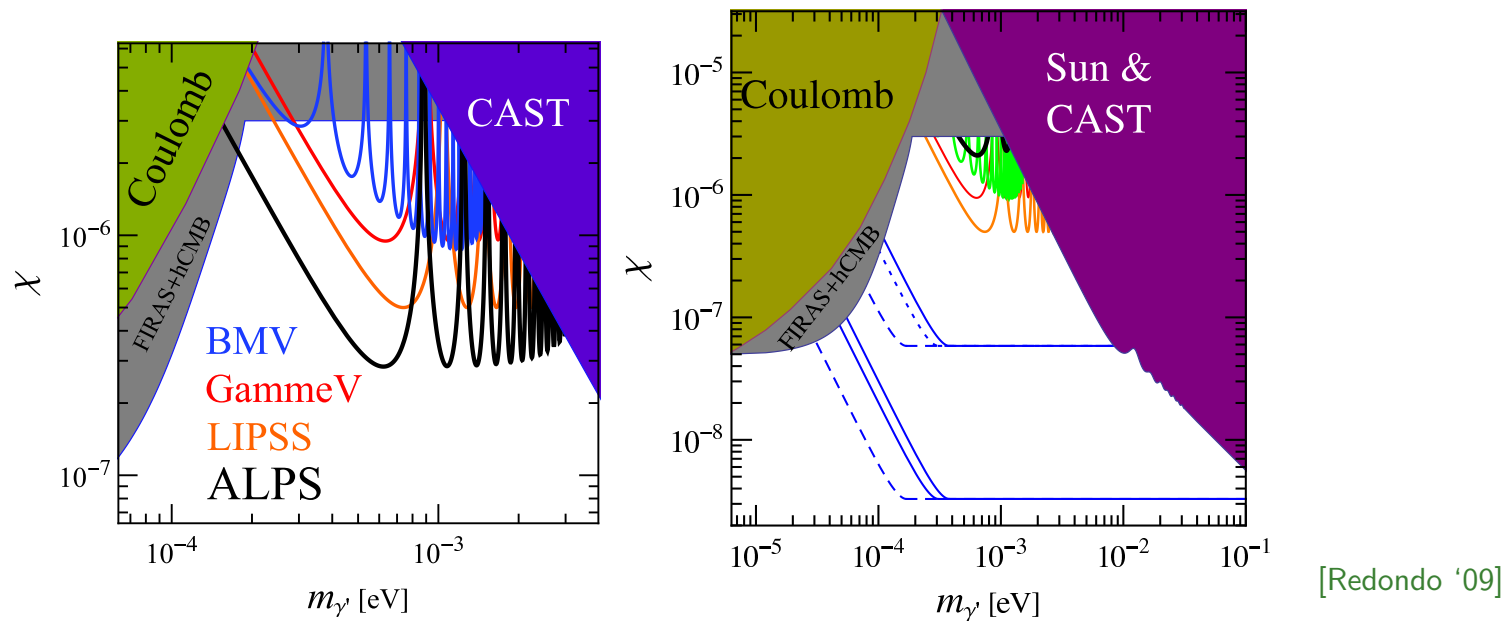 Coulomb
CAST
FIRAS+hCMB
BMV
GammeV
LIPSS
ALPS
χ
10⁻⁶
10⁻⁷
10⁻⁴
10⁻³
m_γ' [eV]
Coulomb
Sun &
CAST
FIRAS+hCMB
χ
10⁻⁵
10⁻⁶
10⁻⁷
10⁻⁸
10⁻⁵
10⁻⁴
10⁻³
10⁻²
10⁻¹
m_γ' [eV]
[Redondo ‘09]